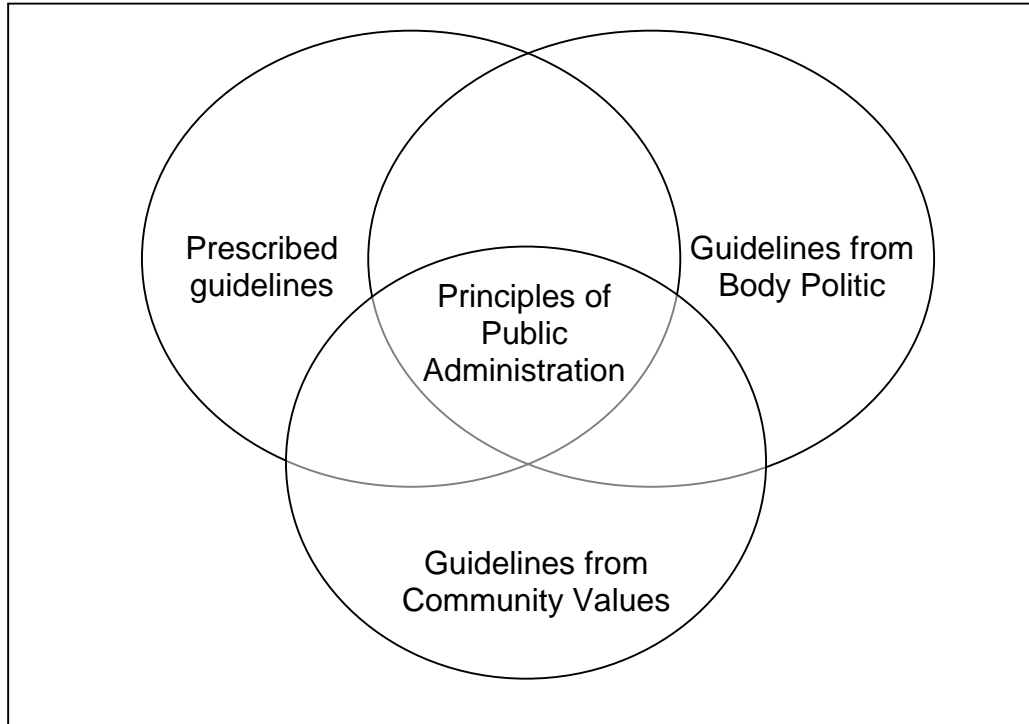 Prescribed
guidelines
Guidelines from
Body Politic
Principles of
Public
Administration
Guidelines from
Community Values